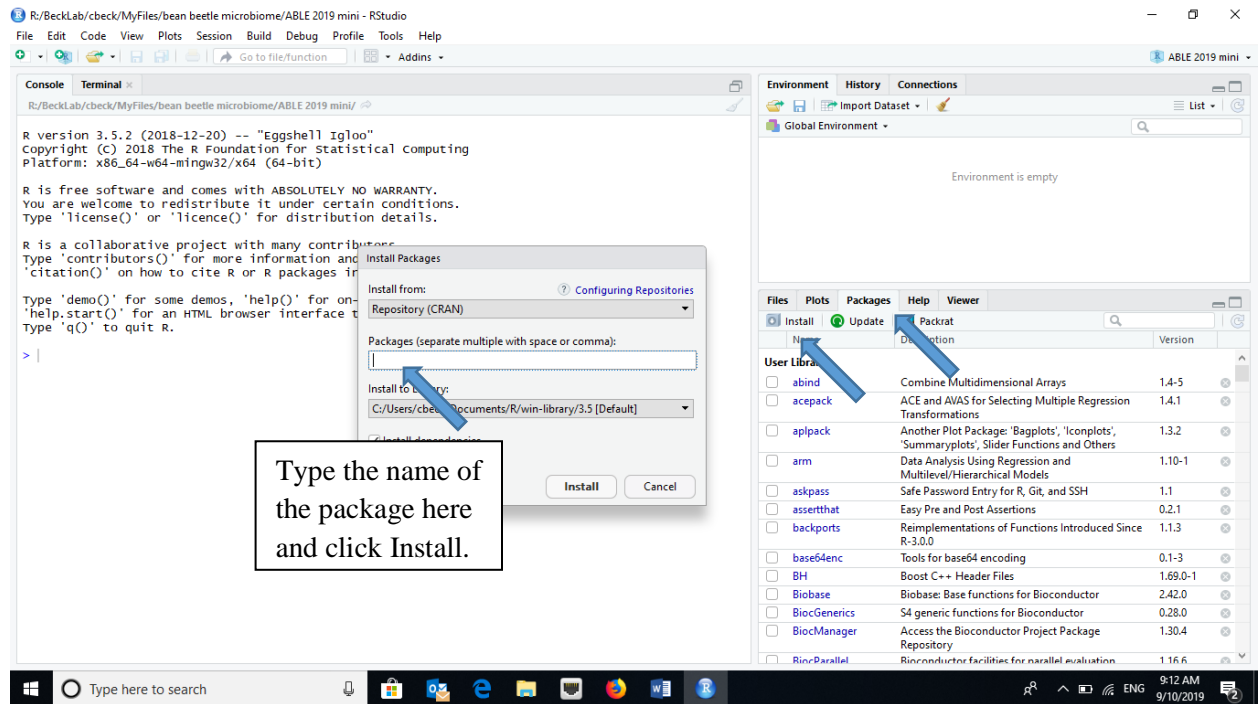 R:/BeckLab/cbeck/MyFiles/bean beetle microbiome/ABLE 2019 mini - RStudio
File Edit Code View Plots Session Build Debug Profile Tools Help
Go to file/function Addins ABLE 2019 mini
Console Terminal
R:/BeckLab/cbeck/MyFiles/bean beetle microbiome/ABLE 2019 mini/
R version 3.5.2 (2018-12-20) -- "Eggshell Igloo"
Copyright (C) 2018 The R Foundation for Statistical Computing
Platform: x86_64-w64-mingw32/x64 (64-bit)
R is free software and comes with ABSOLUTELY NO WARRANTY.
You are welcome to redistribute it under certain conditions.
Type 'license()' or 'licence()' for distribution details.
R is a collaborative project with many contributors.
Type 'contributors()' for more information and
'citation()' on how to cite R or R packages in
Type 'demo()' for some demos, 'help()' for on-
'help.start()' for an HTML browser interface t
Type 'q()' to quit R.
>
Install Packages
Install from: Configuring Repositories
Repository (CRAN)
Packages (separate multiple with space or comma):
Install to Library:
C:/Users/cbeck/Documents/R/win-library/3.5 [Default]
Install dependencies
Install Cancel
Type the name of
the package here
and click Install.
Environment History Connections
Import Dataset List
Global Environment
Environment is empty
Files Plots Packages Help Viewer
Install Update Packrat
Name Description Version
User Library
abind Combine Multidimensional Arrays 1.4-5
acepack ACE and AVAS for Selecting Multiple Regression 1.4.1
Transformations
aplpack Another Plot Package: 'Bagplots', 'Iconplots', 1.3.2
'Summaryplots', Slider Functions and Others
arm Data Analysis Using Regression and 1.10-1
Multilevel/Hierarchical Models
askpass Safe Password Entry for R, Git, and SSH 1.1
assertthat Easy Pre and Post Assertions 0.2.1
backports Reimplementations of Functions Introduced Since 1.1.3
R-3.0.0
base64enc Tools for base64 encoding 0.1-3
BH Boost C++ Header Files 1.69.0-1
Biobase Biobase: Base functions for Bioconductor 2.42.0
BiocGenerics S4 generic functions for Bioconductor 0.28.0
BiocManager Access the Bioconductor Project Package 1.30.4
Repository
BiocParallel Bioconductor facilities for parallel evaluation 1.16.6
Type here to search
ENG
9:12 AM
9/10/2019